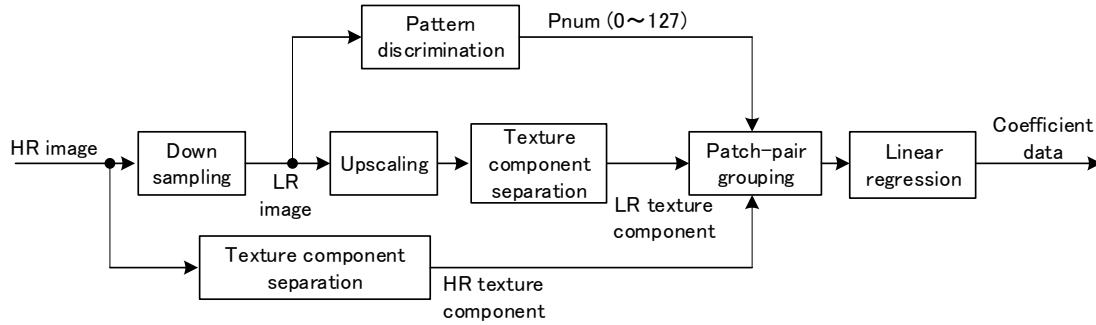 Pattern
discrimination
Pnum (0～127)
HR image
Down
sampling
LR
image
Upscaling
Texture
component
separation
LR texture
component
Patch-pair
grouping
Linear
regression
Coefficient
data
Texture component
separation
HR texture
component